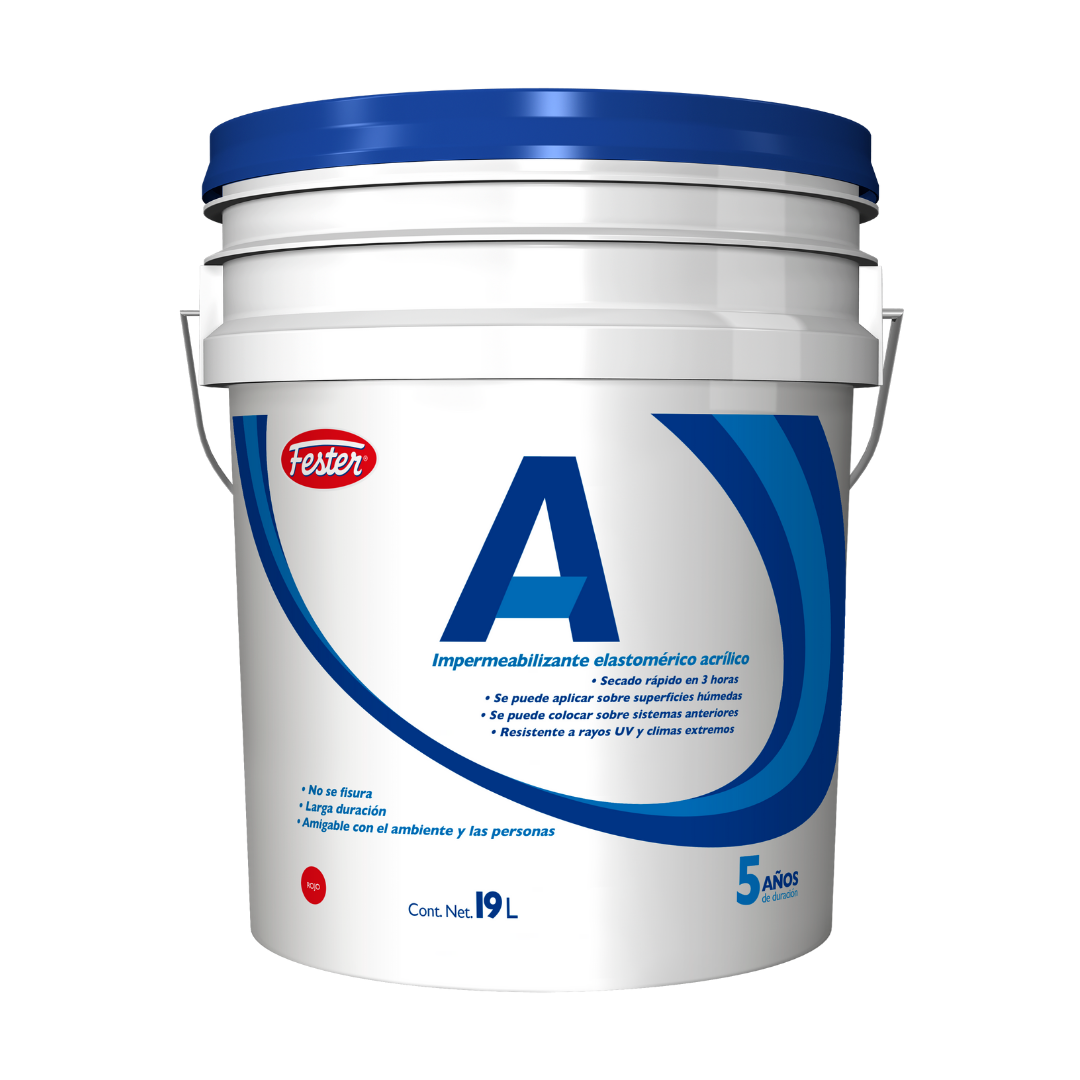 Fester®
A
Impermeabilizante elastomérico acrílico
• Secado rápido en 3 horas
• Se puede aplicar sobre superficies húmedas
• Se puede colocar sobre sistemas anteriores
• Resistente a rayos UV y climas extremos
• No se fisura
• Larga duración
• Amigable con el ambiente y las personas
ROJO
Cont. Net. 19 L
5 AÑOS
de duración